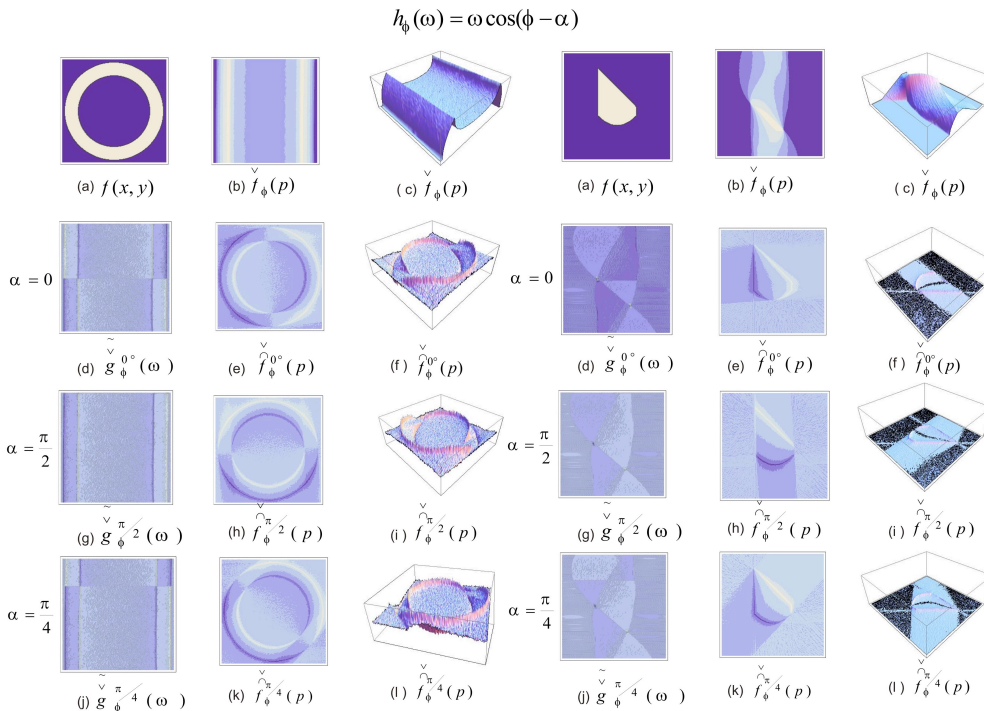 h_ϕ(ω) = ω cos(ϕ − α)
(a) f(x, y) (b) f̌_ϕ(p) (c) f̌_ϕ(p) (a) f(x, y) (b) f̌_ϕ(p) (c) f̌_ϕ(p)
α = 0 α = 0
(d) g̃̌_ϕ^0°(ω) (e) f̑̌_ϕ^0°(p) (f) f̑̌_ϕ^0°(p) (d) g̃̌_ϕ^0°(ω) (e) f̑̌_ϕ^0°(p) (f) f̑̌_ϕ^0°(p)
α = π/2 α = π/2
(g) g̃̌_ϕ^π/2(ω) (h) f̑̌_ϕ^π/2(p) (i) f̑̌_ϕ^π/2(p) (g) g̃̌_ϕ^π/2(ω) (h) f̑̌_ϕ^π/2(p) (i) f̑̌_ϕ^π/2(p)
α = π/4 α = π/4
(j) g̃̌_ϕ^π/4(ω) (k) f̑̌_ϕ^π/4(p) (l) f̑̌_ϕ^π/4(p) (j) g̃̌_ϕ^π/4(ω) (k) f̑̌_ϕ^π/4(p) (l) f̑̌_ϕ^π/4(p)